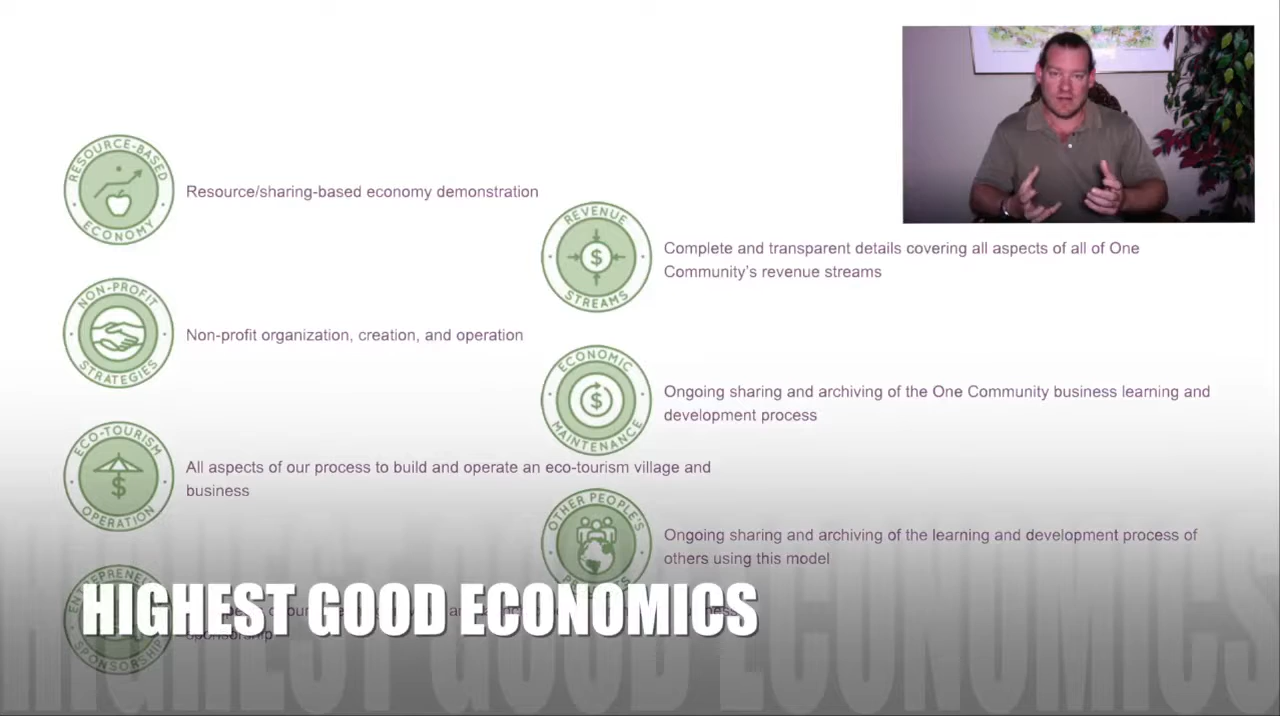 RESOURCE-BASED
ECONOMY
Resource/sharing-based economy demonstration
NON-PROFIT
STRATEGIES
Non-profit organization, creation, and operation
ECO-TOURISM
$
OPERATION
All aspects of our process to build and operate an eco-tourism village and
business
SPONSORSHIP
sponsorship
REVENUE
$
STREAMS
Complete and transparent details covering all aspects of all of One
Community's revenue streams
ECONOMIC
$
MAINTENANCE
Ongoing sharing and archiving of the One Community business learning and
development process
OTHER PEOPLE'S
Ongoing sharing and archiving of the learning and development process of
others using this model
HIGHEST GOOD ECONOMICS
HIGHEST GOOD ECONOMICS